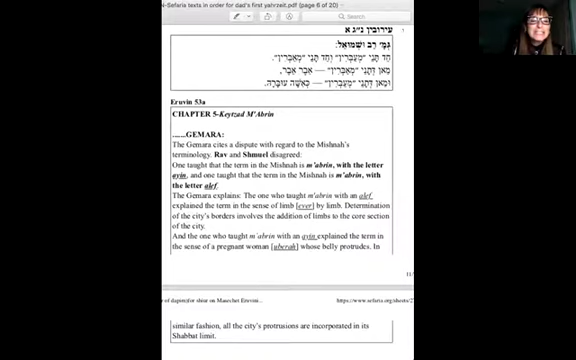 4-Sefaria texts in order for dad's first yahrzeit.pdf (page 6 of 20)
Search
עירובין נ״ג א
גְּמָ׳ רַב וּשְׁמוּאֵל:
חַד תָּנֵי ״מְעַבְּרִין״ וְחַד תָּנֵי ״מְאַבְּרִין״.
מַאן דְּתָנֵי ״מְאַבְּרִין״ — אֵבֶר אֵבֶר,
וּמַאן דְּתָנֵי ״מְעַבְּרִין״ — כְּאִשָּׁה עוּבָּרָה.
Eruvin 53a
CHAPTER 5-Keytzad M'Abrin
......GEMARA:
The Gemara cites a dispute with regard to the Mishnah's
terminology. Rav and Shmuel disagreed:
One taught that the term in the Mishnah is m'abrin, with the letter
ayin, and one taught that the term in the Mishnah is m'abrin, with
the letter alef.
The Gemara explains: The one who taught m'abrin with an alef
explained the term in the sense of limb [ever] by limb. Determination
of the city's borders involves the addition of limbs to the core section
of the city.
And the one who taught m'abrin with an ayin explained the term in
the sense of a pregnant woman [uberah] whose belly protrudes. In
11/
https://www.sefaria.org/sheets/2
similar fashion, all the city's protrusions are incorporated in its
Shabbat limit.